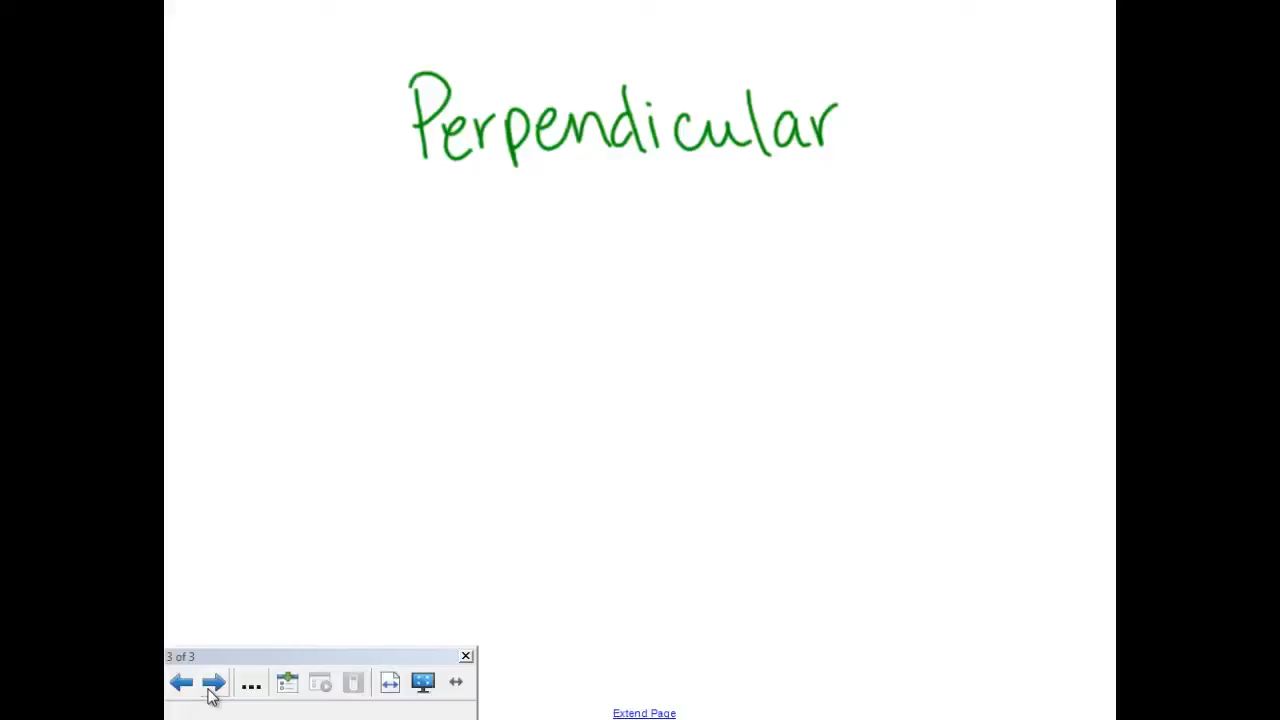 Perpendicular
3 of 3
Extend Page